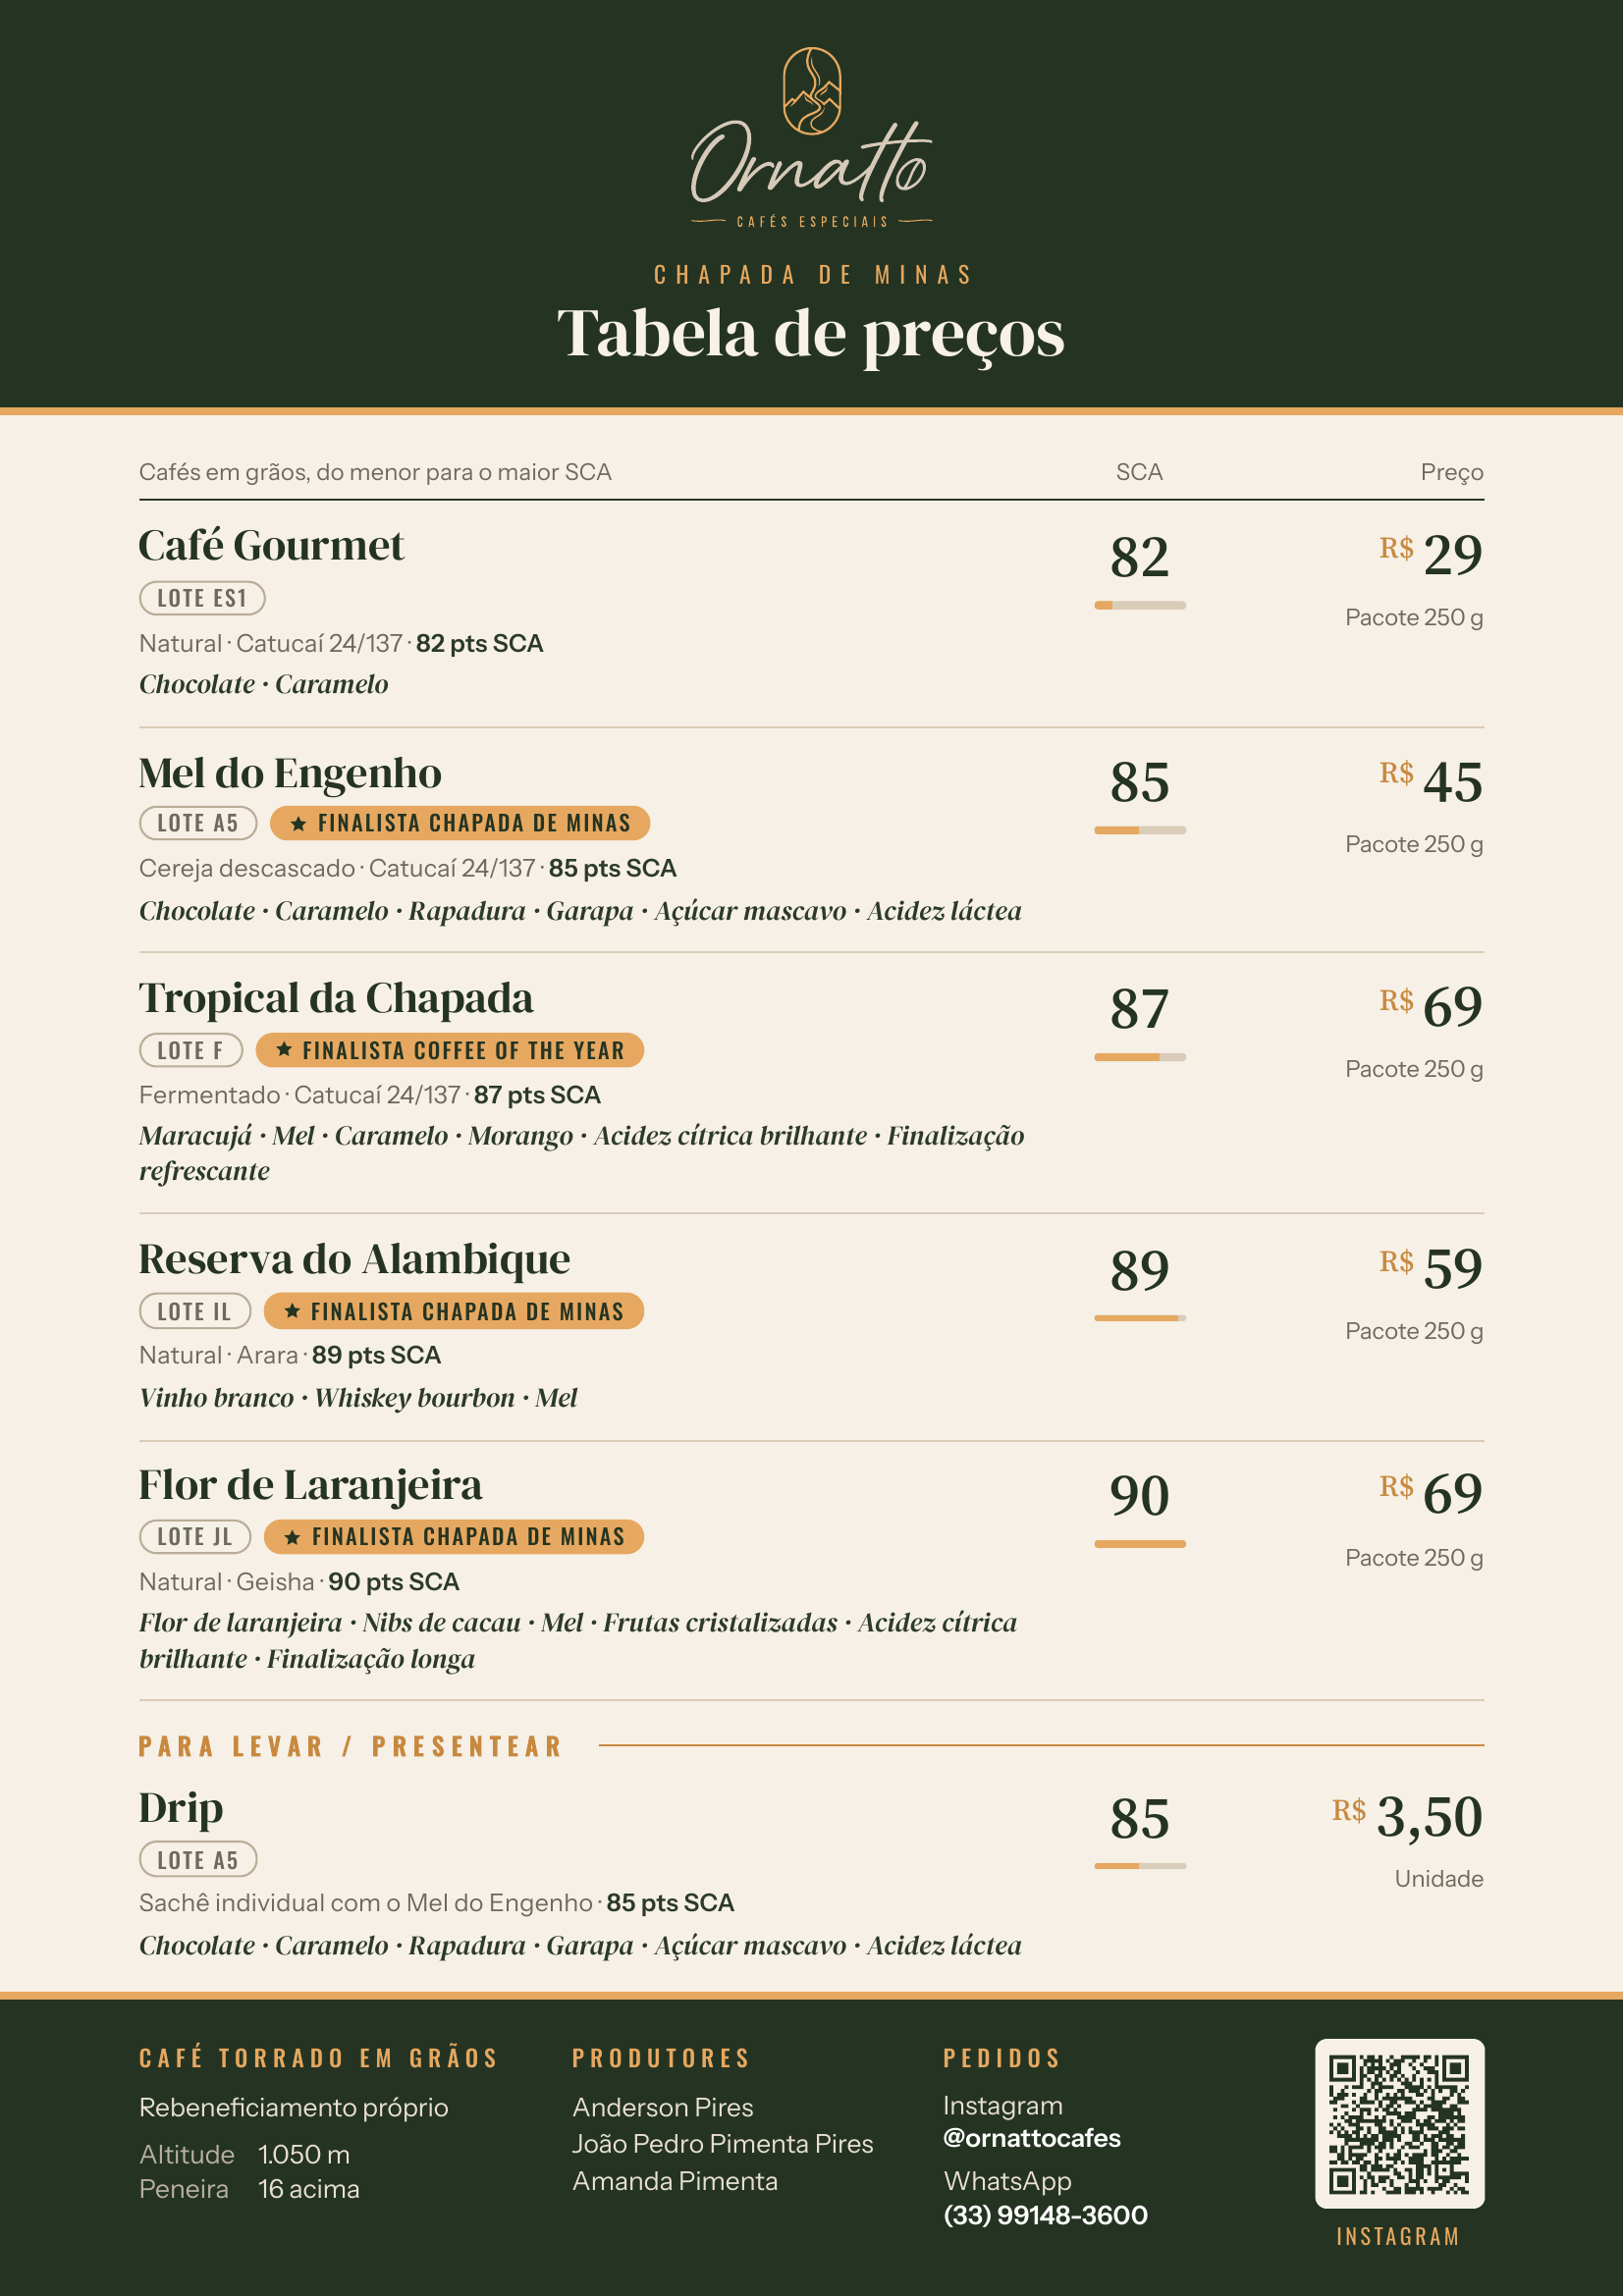 Ornatto
CAFÉS ESPECIAIS
CHAPADA DE MINAS
Tabela de preços
Cafés em grãos, do menor para o maior SCA SCA Preço
Café Gourmet 82 R$ 29
LOTE ES1
Pacote 250 g
Natural · Catucaí 24/137 · 82 pts SCA
Chocolate · Caramelo
Mel do Engenho 85 R$ 45
LOTE A5 ★ FINALISTA CHAPADA DE MINAS
Pacote 250 g
Cereja descascado · Catucaí 24/137 · 85 pts SCA
Chocolate · Caramelo · Rapadura · Garapa · Açúcar mascavo · Acidez láctea
Tropical da Chapada 87 R$ 69
LOTE F ★ FINALISTA COFFEE OF THE YEAR
Pacote 250 g
Fermentado · Catucaí 24/137 · 87 pts SCA
Maracujá · Mel · Caramelo · Morango · Acidez cítrica brilhante · Finalização
refrescante
Reserva do Alambique 89 R$ 59
LOTE IL ★ FINALISTA CHAPADA DE MINAS
Pacote 250 g
Natural · Arara · 89 pts SCA
Vinho branco · Whiskey bourbon · Mel
Flor de Laranjeira 90 R$ 69
LOTE JL ★ FINALISTA CHAPADA DE MINAS
Pacote 250 g
Natural · Geisha · 90 pts SCA
Flor de laranjeira · Nibs de cacau · Mel · Frutas cristalizadas · Acidez cítrica
brilhante · Finalização longa
PARA LEVAR / PRESENTEAR
Drip 85 R$ 3,50
LOTE A5
Unidade
Sachê individual com o Mel do Engenho · 85 pts SCA
Chocolate · Caramelo · Rapadura · Garapa · Açúcar mascavo · Acidez láctea
CAFÉ TORRADO EM GRÃOS
Rebeneficiamento próprio
Altitude 1.050 m
Peneira 16 acima
PRODUTORES
Anderson Pires
João Pedro Pimenta Pires
Amanda Pimenta
PEDIDOS
Instagram
@ornattocafes
WhatsApp
(33) 99148-3600
INSTAGRAM